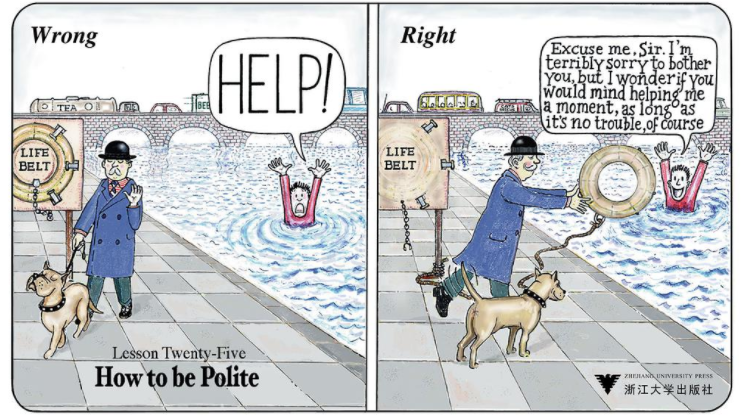 Wrong
HELP!
TEA
BEE
LIFE
BELT
Lesson Twenty-Five
How to be Polite
Right
Excuse me, Sir. I'm
terribly sorry to bother
you, but I wonder if you
would mind helping me
a moment, as long as
it's no trouble, of course
LIFE
BELT
ZHEJIANG UNIVERSITY PRESS
浙江大学出版社